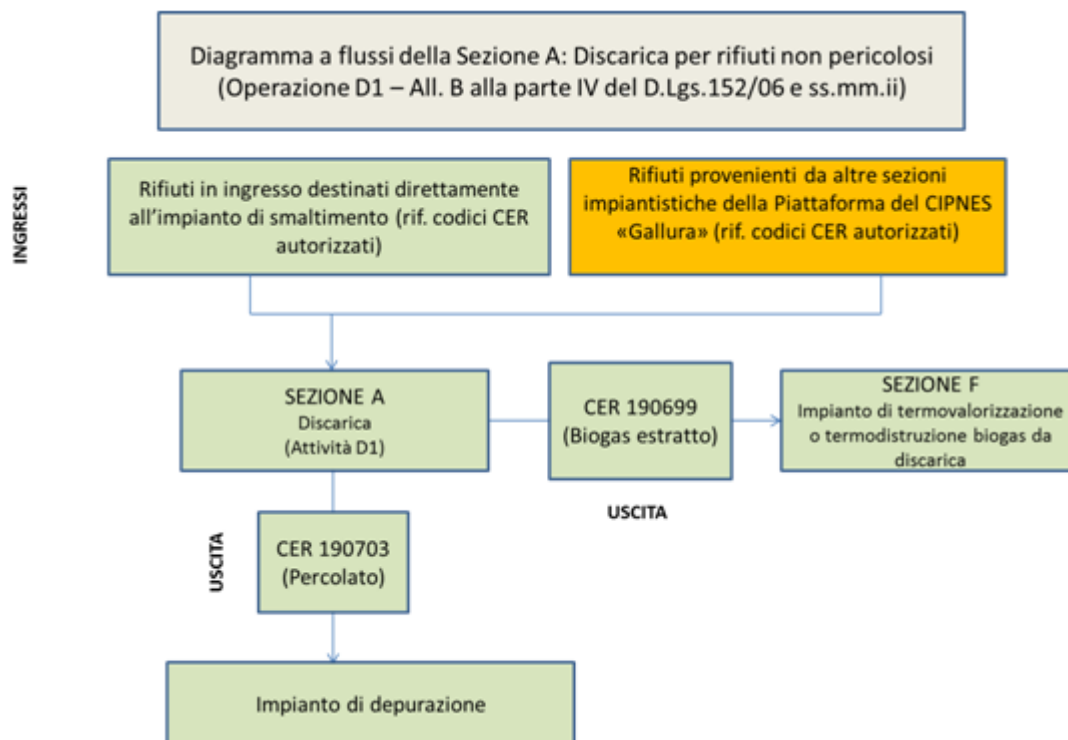 Diagramma a flussi della Sezione A: Discarica per rifiuti non pericolosi
(Operazione D1 – All. B alla parte IV del D.Lgs.152/06 e ss.mm.ii)
INGRESSI
Rifiuti in ingresso destinati direttamente
all'impianto di smaltimento (rif. codici CER
autorizzati)
Rifiuti provenienti da altre sezioni
impiantistiche della Piattaforma del CIPNES
«Gallura» (rif. codici CER autorizzati)
SEZIONE A
Discarica
(Attività D1)
CER 190699
(Biogas estratto)
SEZIONE F
Impianto di termovalorizzazione
o termodistruzione biogas da
discarica
USCITA
USCITA
CER 190703
(Percolato)
Impianto di depurazione